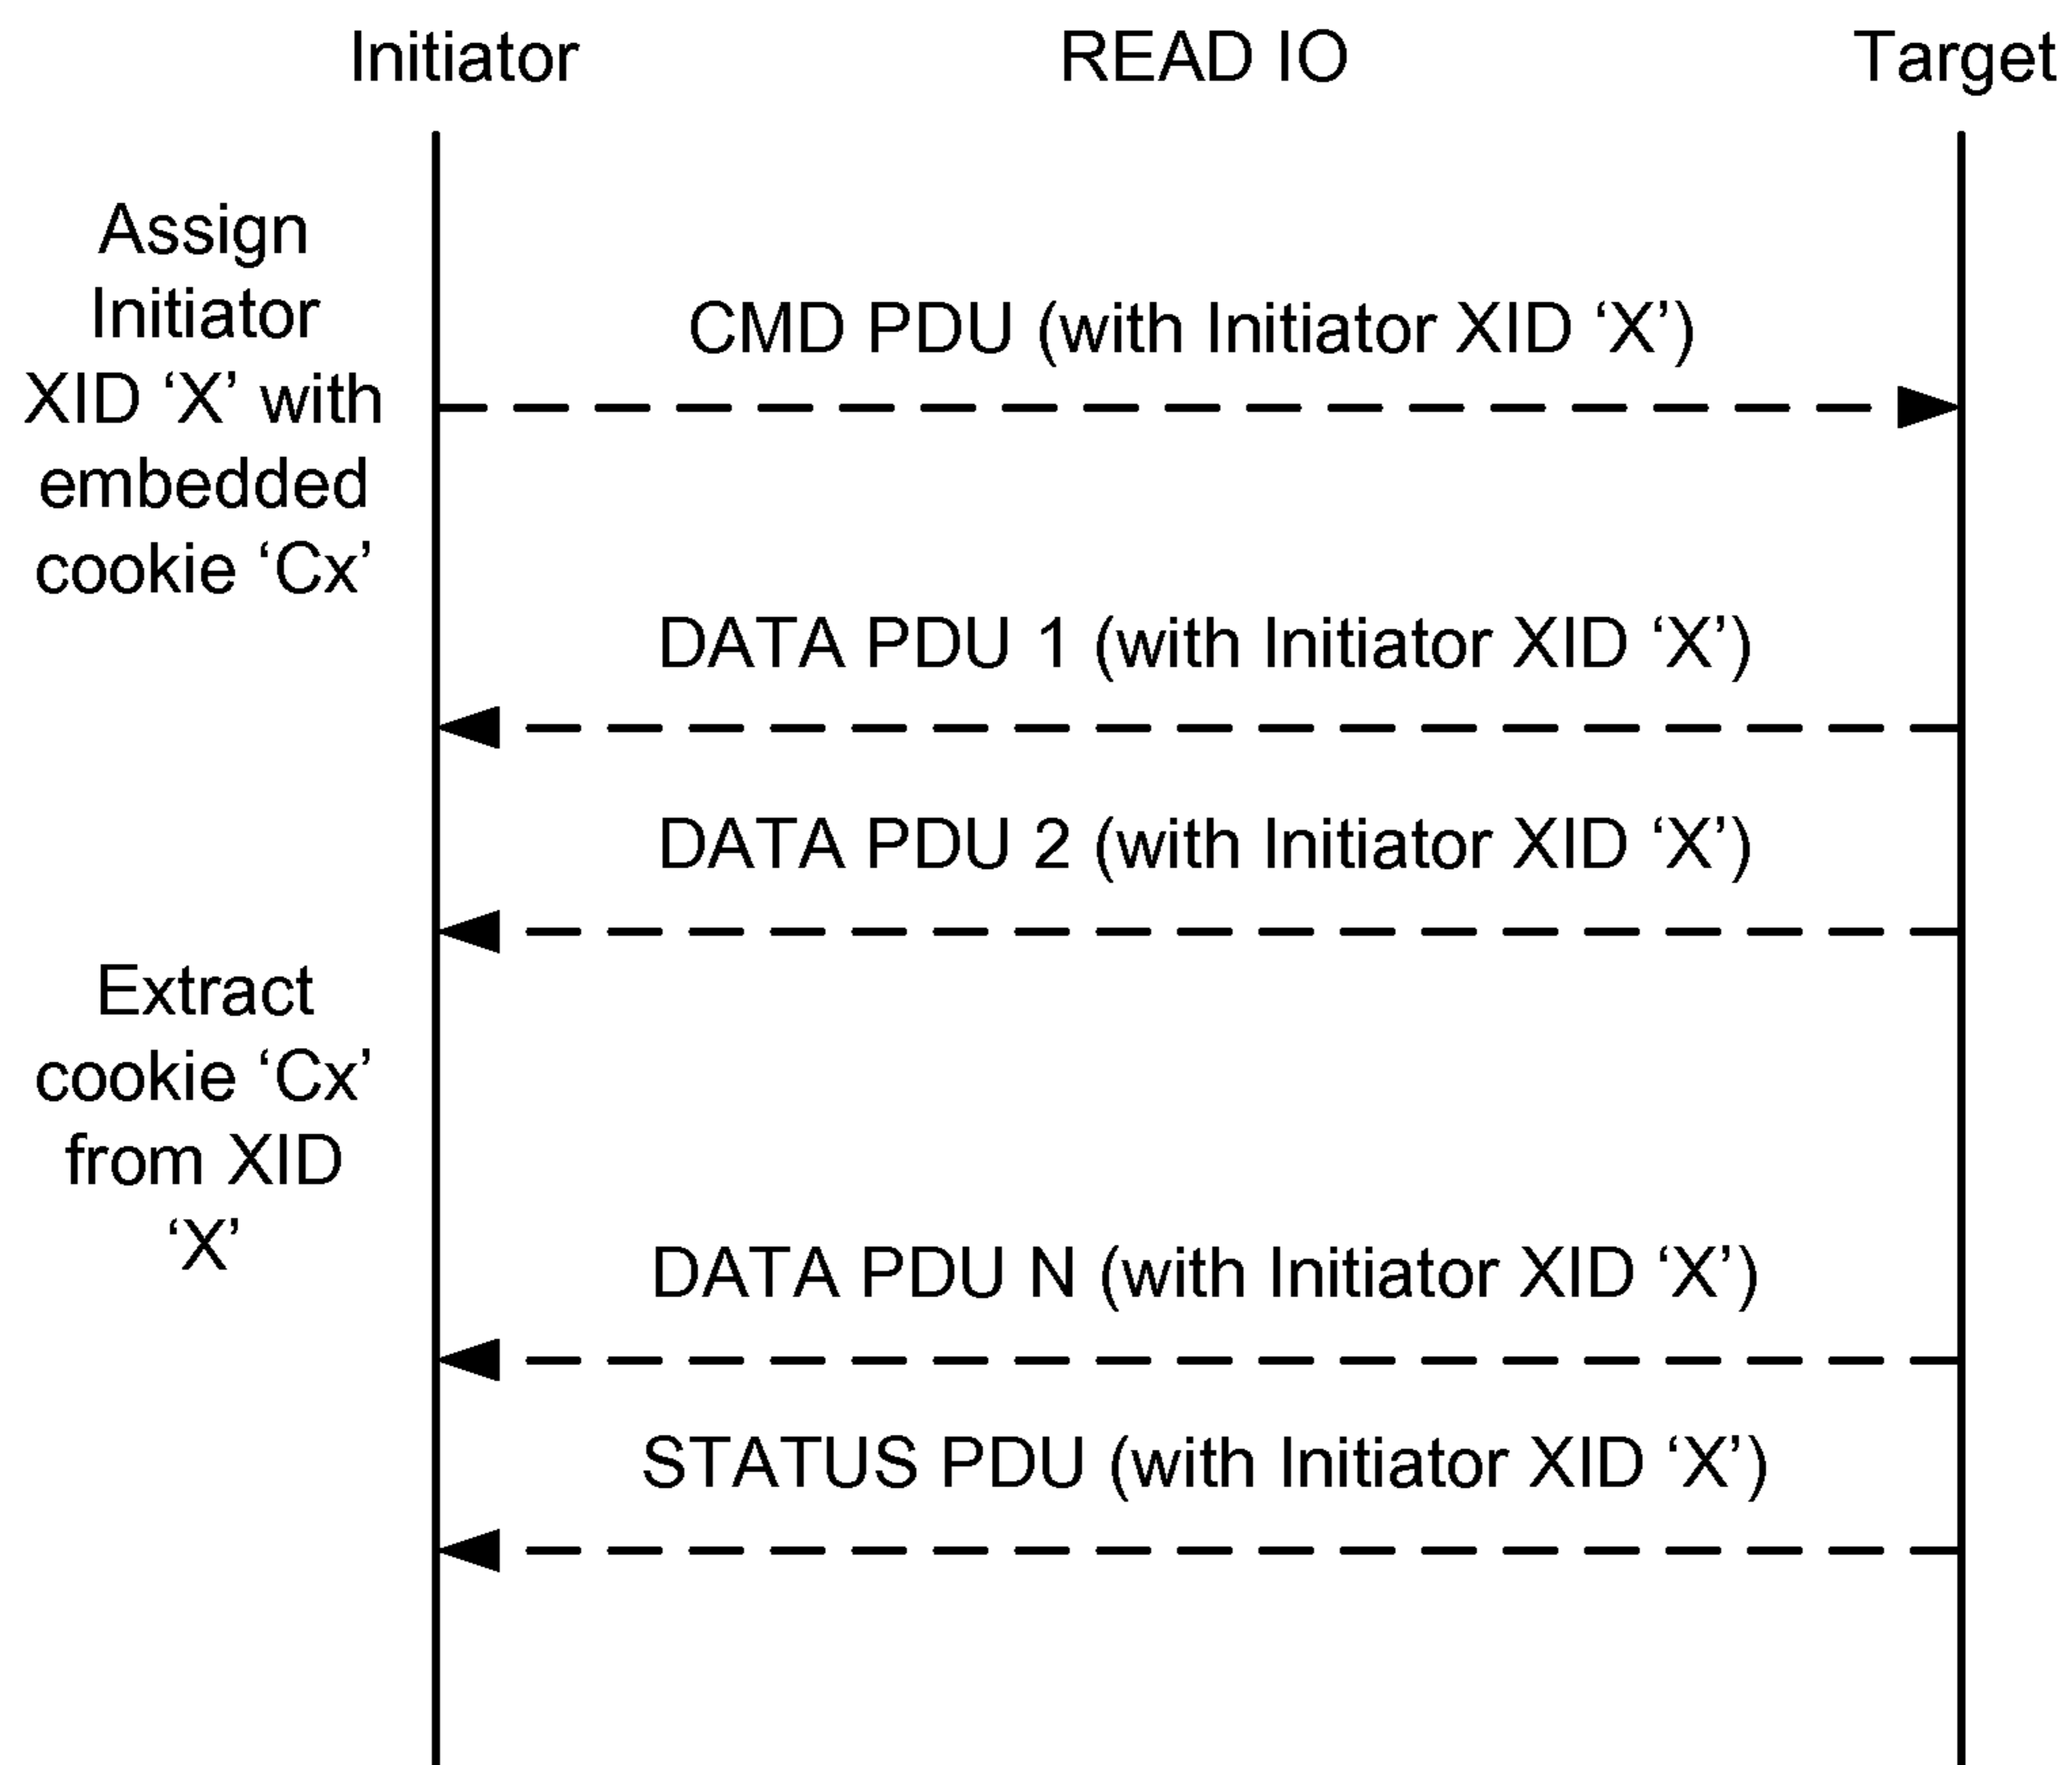 Initiator
READ IO
Target
Assign
Initiator
XID ‘X’ with
embedded
cookie ‘Cx’
CMD PDU (with Initiator XID ‘X’)
DATA PDU 1 (with Initiator XID ‘X’)
DATA PDU 2 (with Initiator XID ‘X’)
Extract
cookie ‘Cx’
from XID
‘X’
DATA PDU N (with Initiator XID ‘X’)
STATUS PDU (with Initiator XID ‘X’)